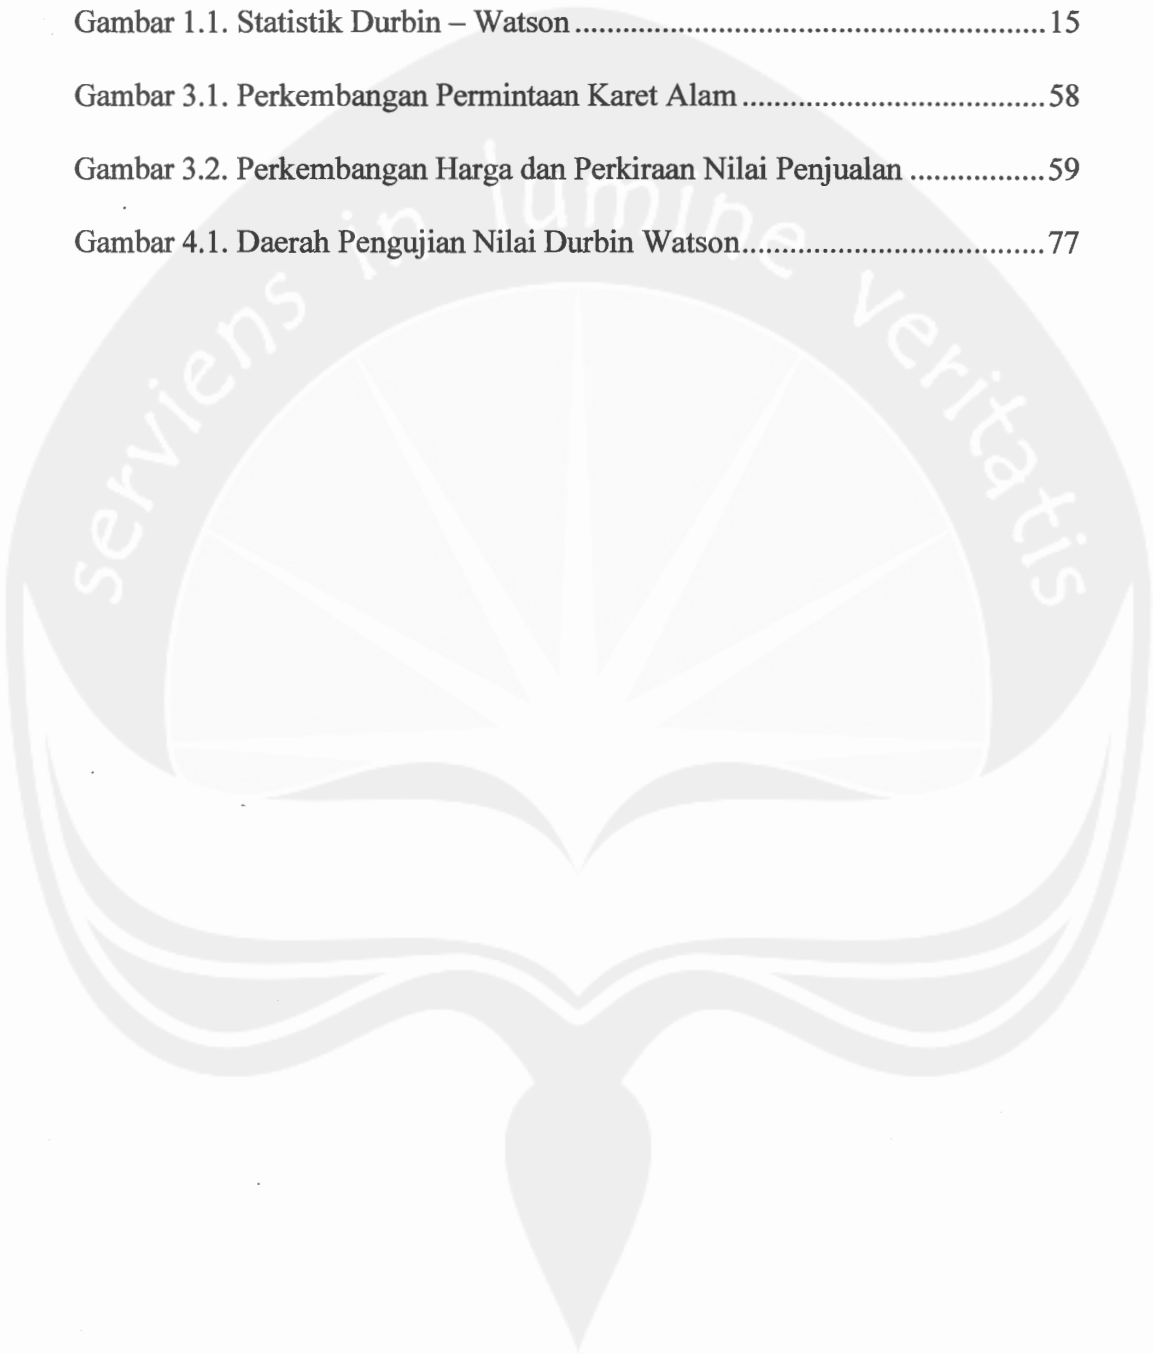 Gambar 1.1. Statistik Durbin – Watson .......................................................... 15
Gambar 3.1. Perkembangan Permintaan Karet Alam ..................................... 58
Gambar 3.2. Perkembangan Harga dan Perkiraan Nilai Penjualan ................. 59
Gambar 4.1. Daerah Pengujian Nilai Durbin Watson..................................... 77
serviens in lumine veritatis